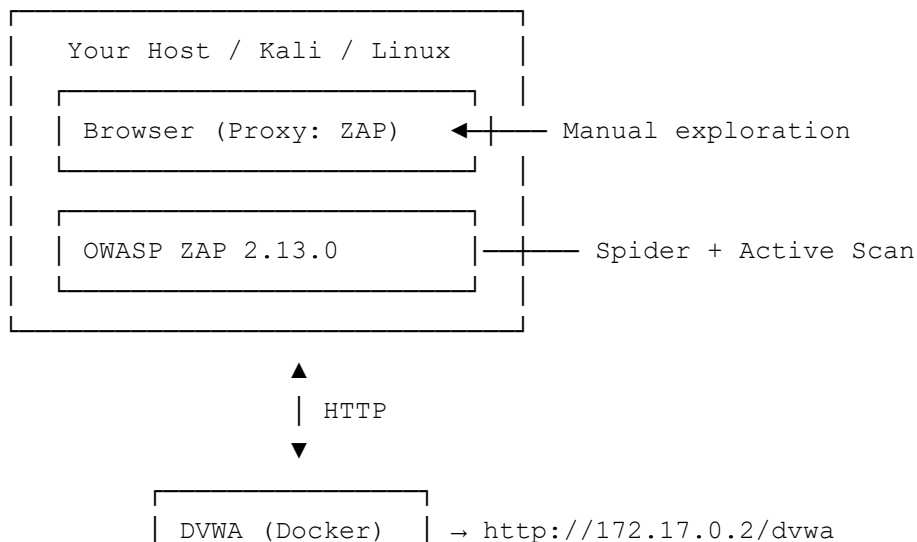 Your Host / Kali / Linux
Browser (Proxy: ZAP) ◄ Manual exploration
OWASP ZAP 2.13.0 Spider + Active Scan
▲
HTTP
▼
DVWA (Docker) → http://172.17.0.2/dvwa